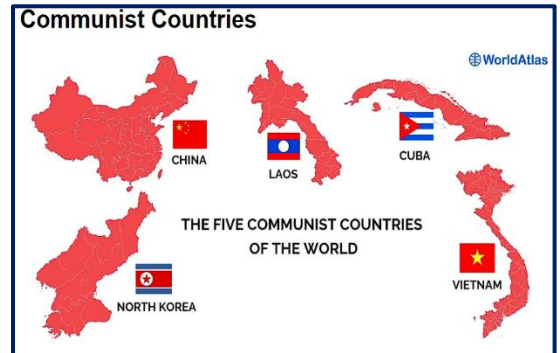 Communist Countries
WorldAtlas
CHINA
LAOS
CUBA
THE FIVE COMMUNIST COUNTRIES
OF THE WORLD
NORTH KOREA
VIETNAM